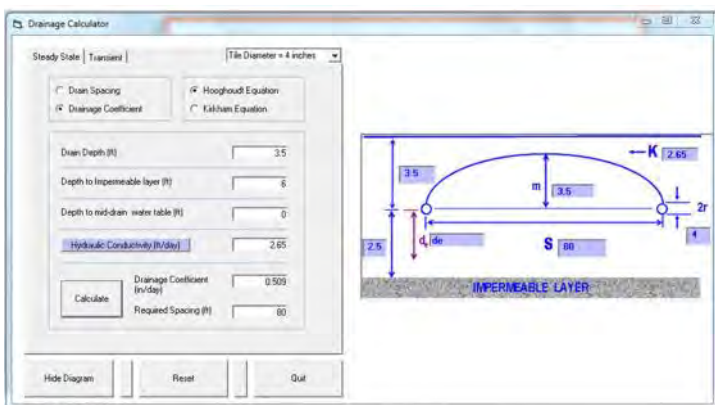 Drainage Calculator
Steady State | Transient |
Tile Diameter = 4 inches
Drain Spacing
Drainage Coefficient
Hooghoudt Equation
Kirkham Equation
Drain Depth (ft) 3.5
Depth to Impermeable layer (ft) 6
Depth to mid-drain water table (ft) 0
Hydraulic Conductivity (ft/day) 2.65
Calculate
Drainage Coefficient (in/day) 0.509
Required Spacing (ft) 80
Hide Diagram
Reset
Quit
K 2.65
3.5
m 3.5
2r
4
2.5
de de
S 80
IMPERMEABLE LAYER